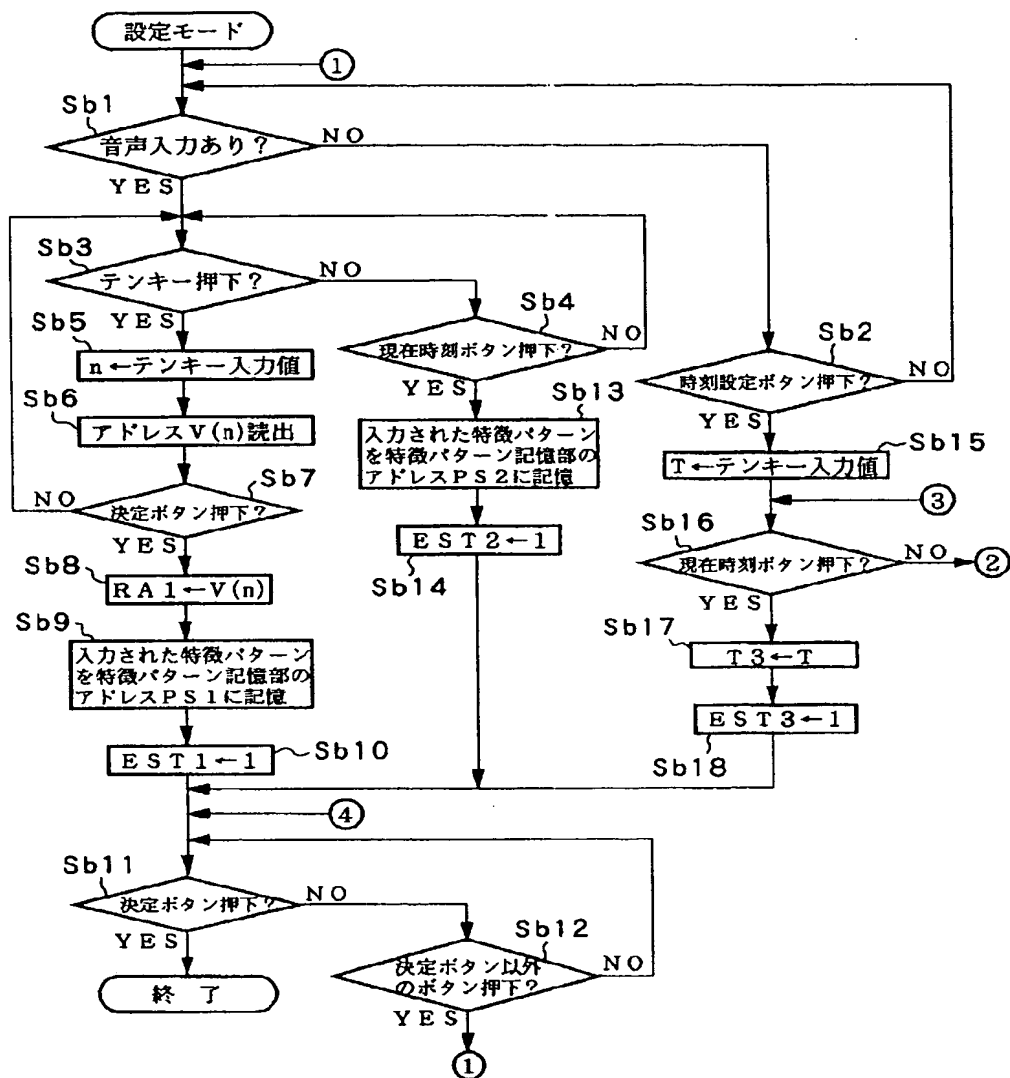 設定モード
①
Sb1
音声入力あり?
NO
YES
Sb3
テンキー押下?
NO
YES
Sb4
現在時刻ボタン押下?
NO
YES
Sb2
時刻設定ボタン押下?
NO
YES
Sb5
n←テンキー入力値
Sb6
アドレスV(n)読出
Sb7
決定ボタン押下?
NO
YES
Sb8
RA1←V(n)
Sb9
入力された特徴パターン
を特徴パターン記憶部の
アドレスPS1に記憶
Sb10
EST1←1
Sb13
入力された特徴パターン
を特徴パターン記憶部の
アドレスPS2に記憶
EST2←1
Sb14
Sb15
T←テンキー入力値
③
Sb16
現在時刻ボタン押下?
NO
②
YES
Sb17
T3←T
EST3←1
Sb18
④
Sb11
決定ボタン押下?
NO
YES
終了
Sb12
決定ボタン以外
のボタン押下?
NO
YES
①